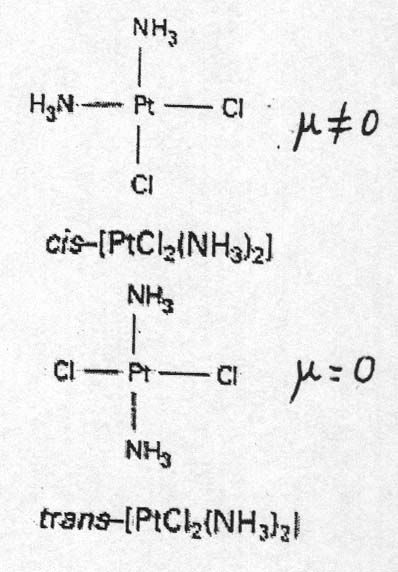 NH₃
H₃N Pt Cl μ≠0
Cl
cis-[PtCl₂(NH₃)₂]
NH₃
Cl Pt Cl μ=0
NH₃
trans-[PtCl₂(NH₃)₂]